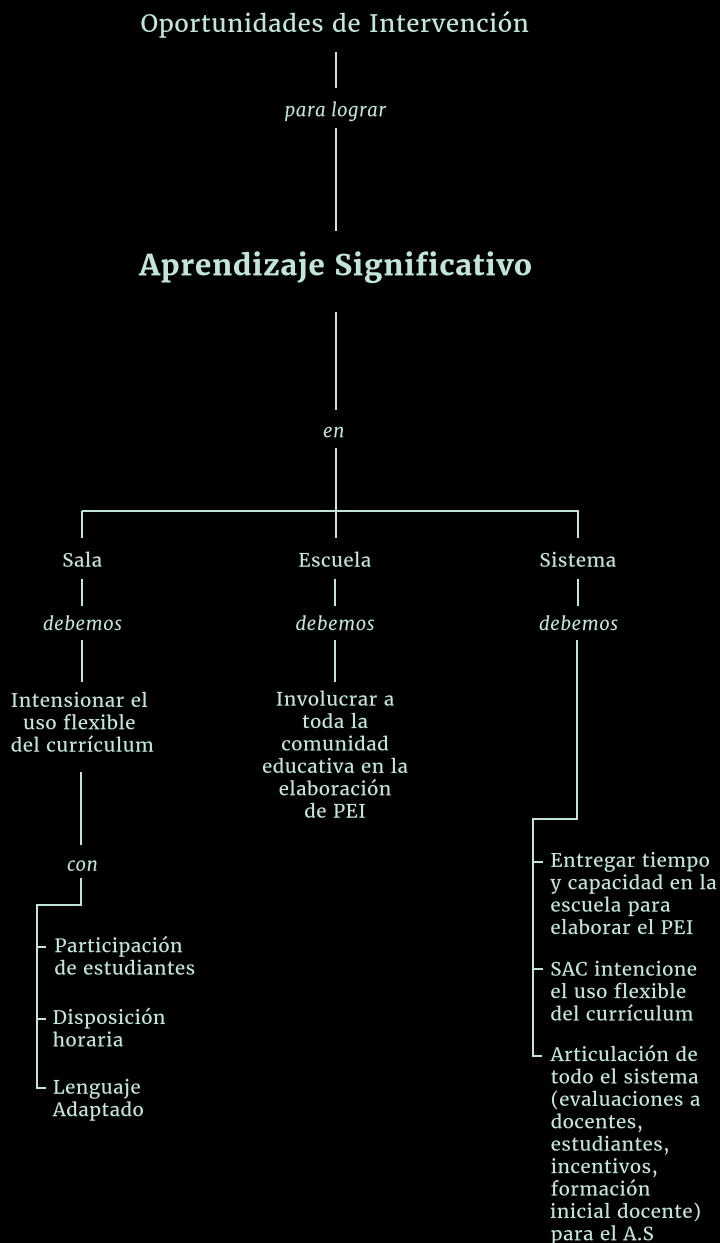 Oportunidades de Intervención
para lograr
Aprendizaje Significativo
en
Sala
Escuela
Sistema
debemos
debemos
debemos
Intensionar el
uso flexible
del currículum
Involucrar a
toda la
comunidad
educativa en la
elaboración
de PEI
con
Participación
de estudiantes
Disposición
horaria
Lenguaje
Adaptado
Entregar tiempo
y capacidad en la
escuela para
elaborar el PEI
SAC intencione
el uso flexible
del currículum
Articulación de
todo el sistema
(evaluaciones a
docentes,
estudiantes,
incentivos,
formación
inicial docente)
para el A.S